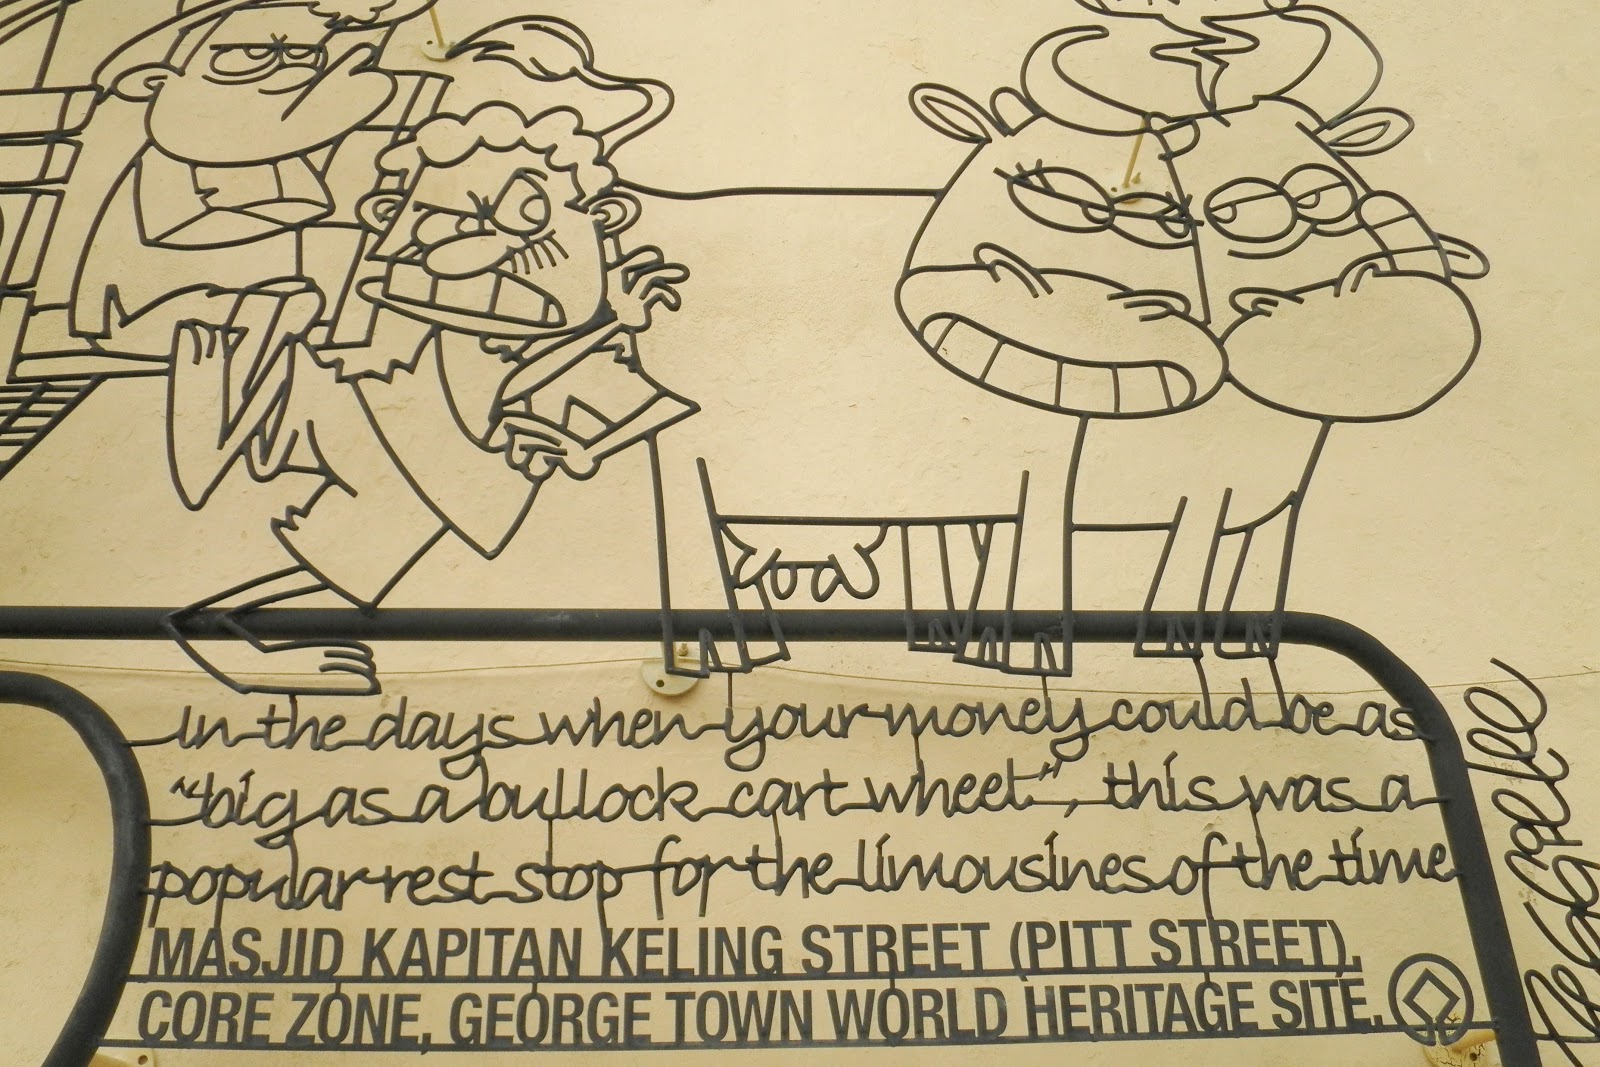 in the days when your money could be as
"big as a bullock cart wheel", this was a
popular rest stop for the limousines of the time
MASJID KAPITAN KELING STREET (PITT STREET),
CORE ZONE, GEORGE TOWN WORLD HERITAGE SITE.